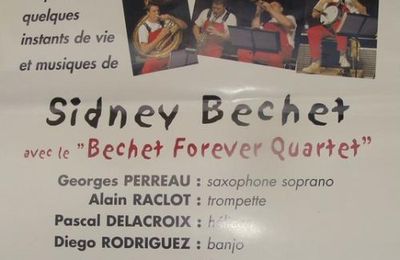 quelques
instants de vie
et musiques de
Sidney Bechet
avec le "Bechet Forever Quartet"
Georges PERREAU : saxophone soprano
Alain RACLOT : trompette
Pascal DELACROIX :
Diego RODRIGUEZ : banjo